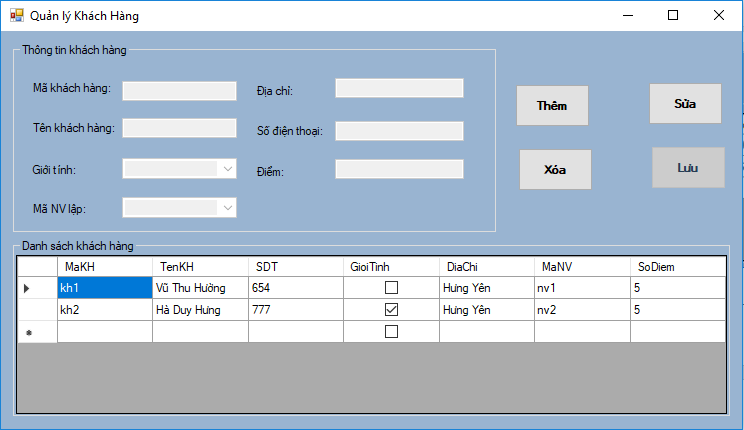 Quản lý Khách Hàng
Thông tin khách hàng
Mã khách hàng:
Địa chỉ:
Tên khách hàng:
Số điện thoại:
Giới tính:
Điểm:
Mã NV lập:
Thêm
Sửa
Xóa
Lưu
Danh sách khách hàng
MaKH TenKH SDT GioiTinh DiaChi MaNV SoDiem
kh1 Vũ Thu Hường 654 Hưng Yên nv1 5
kh2 Hà Duy Hưng 777 Hưng Yên nv2 5